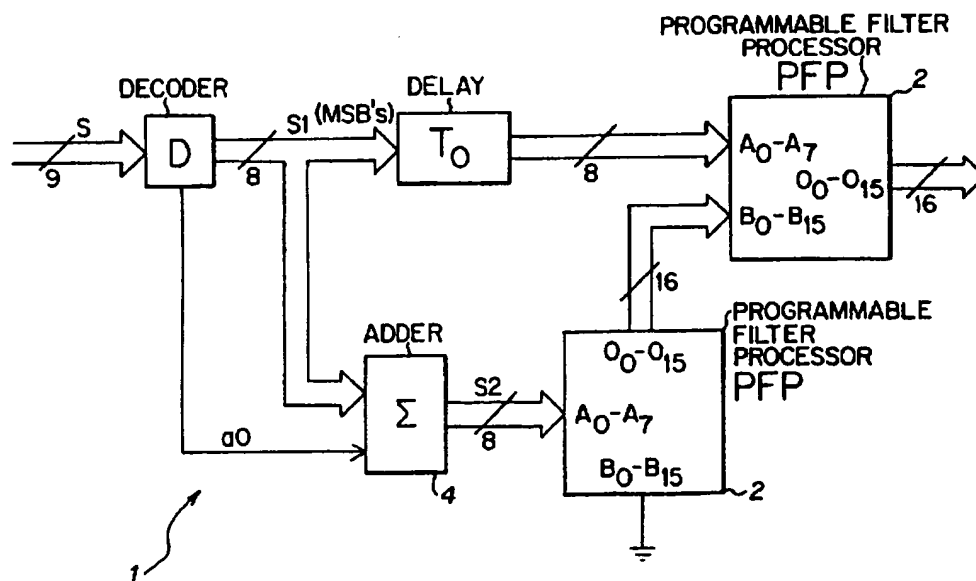 PROGRAMMABLE FILTER
PROCESSOR
PFP
2
DECODER
DELAY
S
9
D
S1
(MSB's)
8
T₀
8
A₀-A₇
O₀-O₁₅
B₀-B₁₅
16
16
ADDER
PROGRAMMABLE
FILTER
PROCESSOR
PFP
O₀-O₁₅
Σ
S2
8
A₀-A₇
a0
B₀-B₁₅
4
2
1